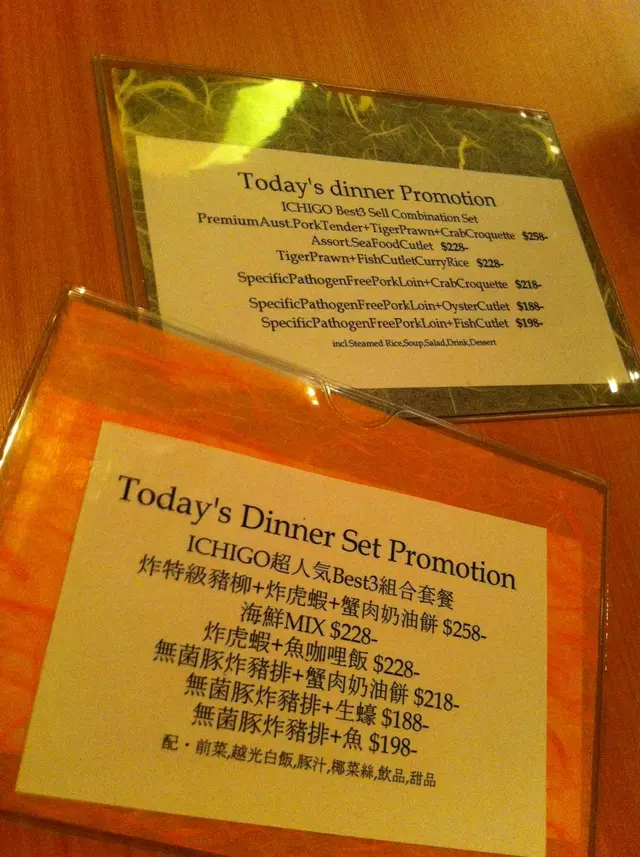 Today's dinner Promotion
ICHIGO Best3 Sell Combination Set
PremiumAust.PorkTender+TigerPrawn+CrabCroquette $258-
Assort.SeaFoodCutlet $228-
TigerPrawn+FishCutletCurryRice $228-
SpecificPathogenFreePorkLoin+CrabCroquette $218-
SpecificPathogenFreePorkLoin+OysterCutlet $188-
SpecificPathogenFreePorkLoin+FishCutlet $198-
incl.Steamed Rice,Soup,Salad,Drink,Dessert
Today's Dinner Set Promotion
ICHIGO超人気Best3組合套餐
炸特級豬柳+炸虎蝦+蟹肉奶油餅 $258-
海鮮MIX $228-
炸虎蝦+魚咖哩飯 $228-
無菌豚炸豬排+蟹肉奶油餅 $218-
無菌豚炸豬排+生蠔 $188-
無菌豚炸豬排+魚 $198-
配・前菜,越光白飯,豚汁,椰菜絲,飲品,甜品